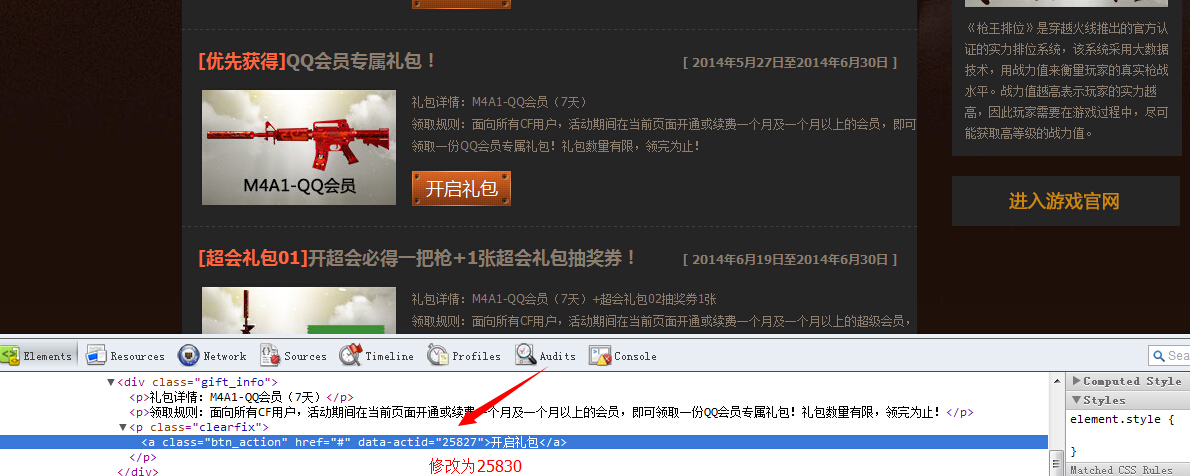 《枪王排位》是穿越火线推出的官方认
证的实力排位系统，该系统采用大数据
技术，用战力值来衡量玩家的真实枪战
水平。战力值越高表示玩家的实力越
高，因此玩家需要在游戏过程中，尽可
能获取高等级的战力值。
进入游戏官网
[优先获得]QQ会员专属礼包！
[ 2014年5月27日至2014年6月30日 ]
M4A1-QQ会员
礼包详情：M4A1-QQ会员（7天）
领取规则：面向所有CF用户，活动期间在当前页面开通或续费一个月及一个月以上的会员，即可
领取一份QQ会员专属礼包！礼包数量有限，领完为止！
开启礼包
[超会礼包01]开超会必得一把枪+1张超会礼包抽奖券！
[ 2014年6月19日至2014年6月30日 ]
礼包详情：M4A1-QQ会员（7天）+超会礼包02抽奖券1张
领取规则：面向所有CF用户，活动期间在当前页面开通或续费一个月及一个月以上的超级会员，
Elements Resources Network Sources Timeline Profiles Audits Console Sea
▼<div class="gift_info">
<p>礼包详情：M4A1-QQ会员（7天）</p>
<p>领取规则：面向所有CF用户，活动期间在当前页面开通或续费一个月及一个月以上的会员，即可领取一份QQ会员专属礼包！礼包数量有限，领完为止！</p>
▼<p class="clearfix">
<a class="btn_action" href="#" data-actid="25827">开启礼包</a>
</p>
</div>
修改为25830
▶Computed Style
▼Styles
element.style {
}
Matched CSS Rules